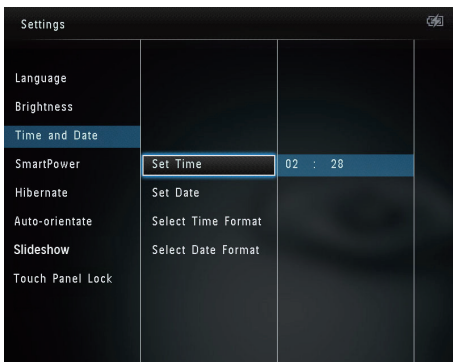 Settings
Language
Brightness
Time and Date
SmartPower
Set Time
02 : 28
Hibernate
Set Date
Auto-orientate
Select Time Format
Slideshow
Select Date Format
Touch Panel Lock